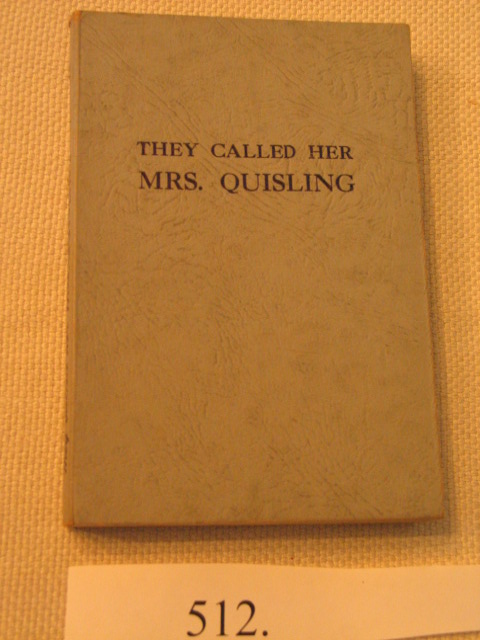 THEY CALLED HER
MRS. QUISLING
512.